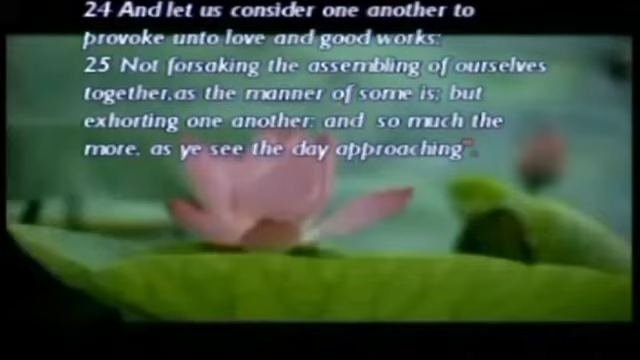 24 And let us consider one another to
provoke unto love and good works:
25 Not forsaking the assembling of ourselves
together,as the manner of some is; but
exhorting one another: and so much the
more, as ye see the day approaching".